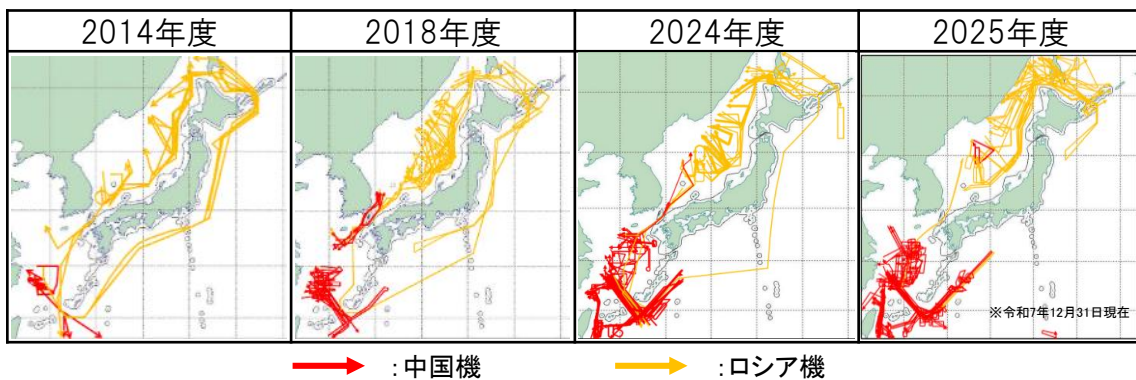 2014年度
2018年度
2024年度
2025年度
※令和7年12月31日現在
:中国機
:ロシア機